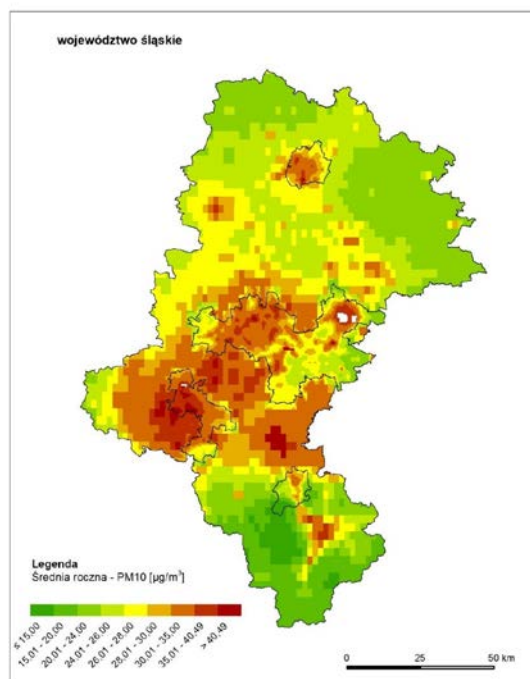 województwo śląskie
Legenda
Średnia roczna - PM10 [µg/m³]
≤ 15,00
15.01 - 20,00
20.01 - 24,00
24.01 - 26,00
26.01 - 28,00
28.01 - 30,00
30.01 - 35,00
35.01 - 40,49
> 40,49
0 25 50 km